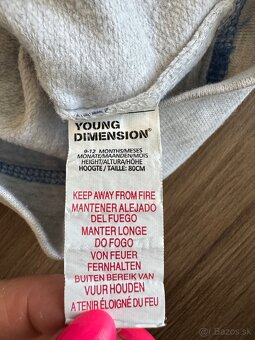 YOUNG
DIMENSION®
9-12 MONTHS/MESES
MONATE/MAANDEN/MOIS
HEIGHT/ALTURA/HÖHE
HOOGTE / TAILLE: 80CM
KEEP AWAY FROM FIRE
MANTENER ALEJADO
DEL FUEGO
MANTER LONGE
DO FOGO
VON FEUER
FERNHALTEN
BUITEN BEREIK VAN
VUUR HOUDEN
A TENIR ÉLOIGNÉ DU FEU
bazos.sk